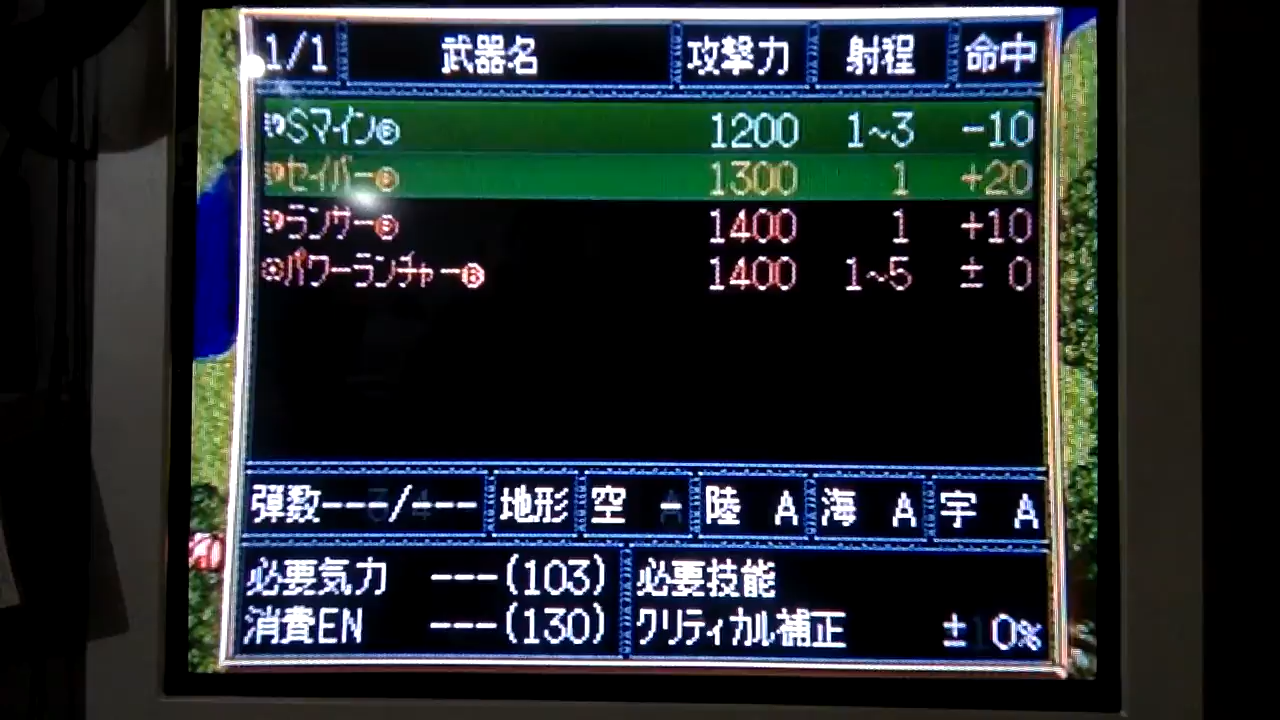 1/1 武器名 攻撃力 射程 命中
SマインⓅ 1200 1~3 -10
セイバーⓅ 1300 1 +20
ランサーⓅ 1400 1 +10
パワーランチャーⒷ 1400 1~5 ± 0
弾数---/--- 地形 空 - 陸 A 海 A 宇 A
必要気力 ---(103) 必要技能
消費EN ---(130) クリティカル補正 ± 0%